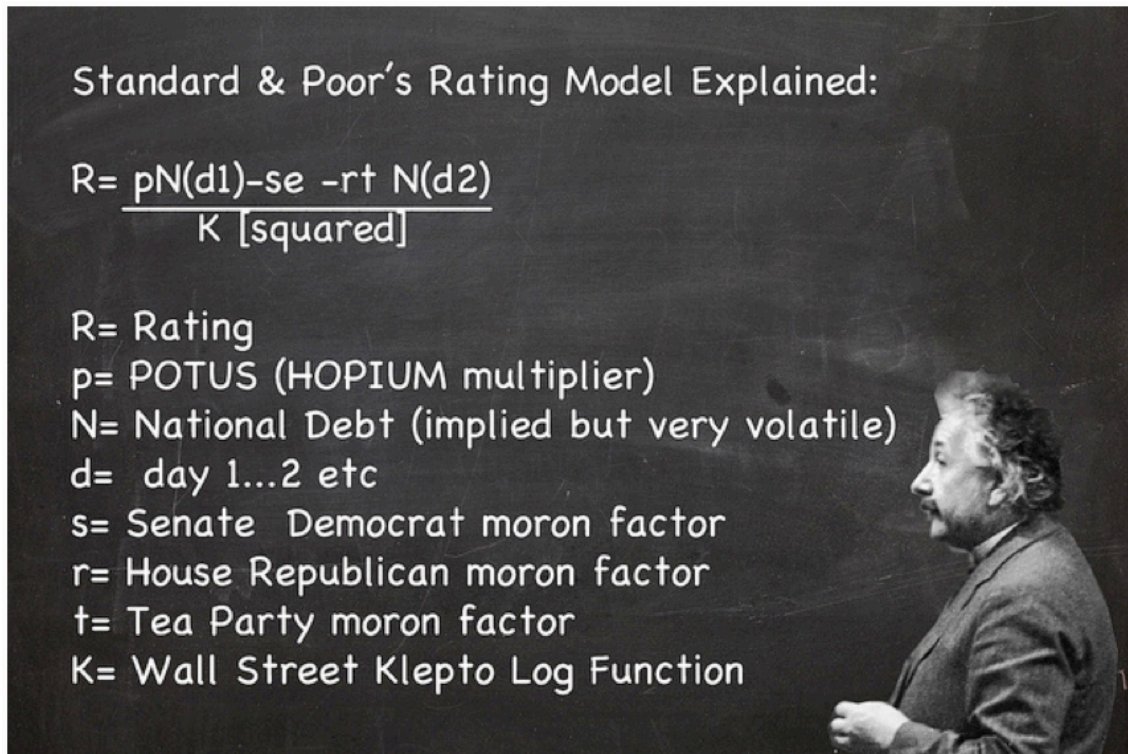 Standard & Poor's Rating Model Explained:
R= pN(d1)-se -rt N(d2)
K [squared]
R= Rating
p= POTUS (HOPIUM multiplier)
N= National Debt (implied but very volatile)
d= day 1...2 etc
s= Senate Democrat moron factor
r= House Republican moron factor
t= Tea Party moron factor
K= Wall Street Klepto Log Function